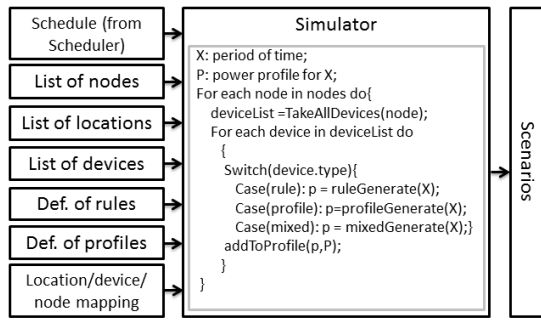 Schedule (from
Scheduler)
List of nodes
List of locations
List of devices
Def. of rules
Def. of profiles
Location/device/
node mapping
Simulator
X: period of time;
P: power profile for X;
For each node in nodes do{
deviceList =TakeAllDevices(node);
For each device in deviceList do
{
Switch(device.type){
Case(rule): p = ruleGenerate(X);
Case(profile): p=profileGenerate(X);
Case(mixed): p = mixedGenerate(X);}
addToProfile(p,P);
}
}
Scenarios